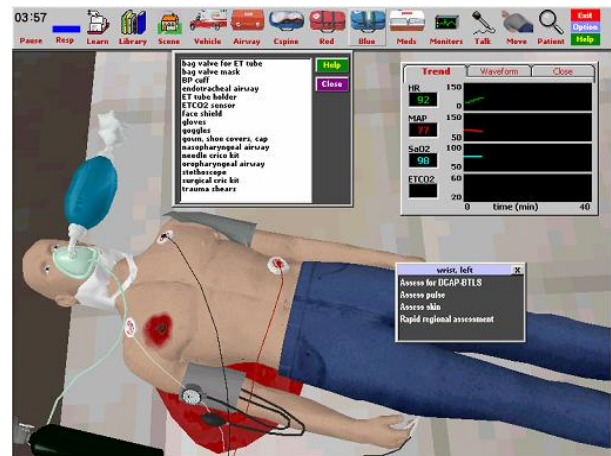 03:57
Exit
Option
Help
Pause Resp Learn Library Scene Vehicle Airway Cspine Red Blue Meds Monitors Talk Move Patient
bag valve for ET tube
bag valve mask
BP cuff
endotracheal airway
ET tube holder
ETCO2 sensor
face shield
gloves
goggles
gown, shoe covers, cap
nasopharyngeal airway
needle crico kit
oropharyngeal airway
stethoscope
surgical cric kit
trauma shears
Help
Close
Trend Waveform Close
HR 150
92
0
MAP 150
77
50
SaO2 100
98
50
ETCO2 60
20
0 time (min) 40
wrist, left X
Assess for DCAP-BTLS
Assess pulse
Assess skin
Rapid regional assessment